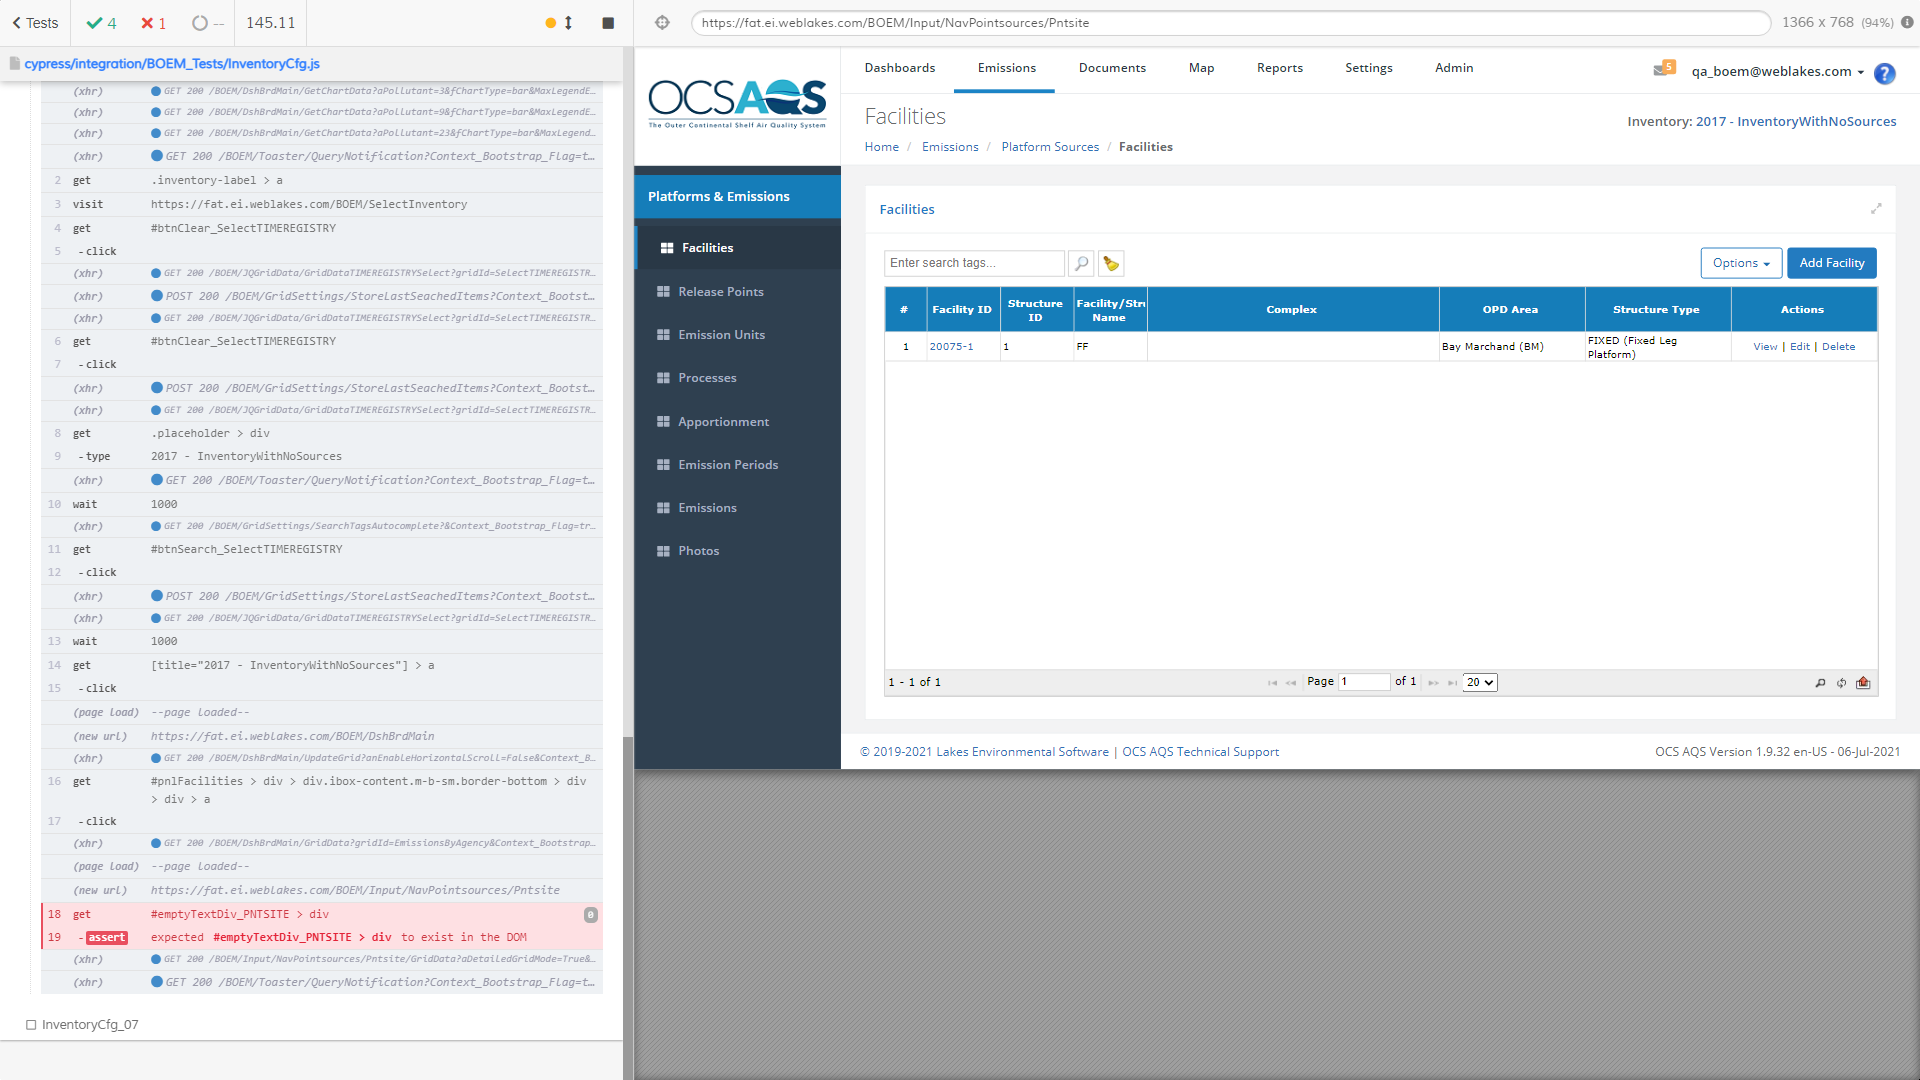 Tests
4
1
--
145.11
cypress/integration/BOEM_Tests/InventoryCfg.js
(xhr) GET 200 /BOEM/DshBrdMain/GetChartData?aPollutant=3&fChartType=bar&MaxLegendE…
(xhr) GET 200 /BOEM/DshBrdMain/GetChartData?aPollutant=9&fChartType=bar&MaxLegendE…
(xhr) GET 200 /BOEM/DshBrdMain/GetChartData?aPollutant=23&fChartType=bar&MaxLegend…
(xhr) GET 200 /BOEM/Toaster/QueryNotification?Context_Bootstrap_Flag=t…
2 get .inventory-label > a
3 visit https://fat.ei.weblakes.com/BOEM/SelectInventory
4 get #btnClear_SelectTIMEREGISTRY
5 -click
(xhr) GET 200 /BOEM/JQGridData/GridDataTIMEREGISTRYSelect?gridId=SelectTIMEREGISTR…
(xhr) POST 200 /BOEM/GridSettings/StoreLastSeachedItems?Context_Bootst…
(xhr) GET 200 /BOEM/JQGridData/GridDataTIMEREGISTRYSelect?gridId=SelectTIMEREGISTR…
6 get #btnClear_SelectTIMEREGISTRY
7 -click
(xhr) POST 200 /BOEM/GridSettings/StoreLastSeachedItems?Context_Bootst…
(xhr) GET 200 /BOEM/JQGridData/GridDataTIMEREGISTRYSelect?gridId=SelectTIMEREGISTR…
8 get .placeholder > div
9 -type 2017 - InventoryWithNoSources
(xhr) GET 200 /BOEM/Toaster/QueryNotification?Context_Bootstrap_Flag=t…
10 wait 1000
(xhr) GET 200 /BOEM/GridSettings/SearchTagsAutocomplete?&Context_Bootstrap_Flag=tr…
11 get #btnSearch_SelectTIMEREGISTRY
12 -click
(xhr) POST 200 /BOEM/GridSettings/StoreLastSeachedItems?Context_Bootst…
(xhr) GET 200 /BOEM/JQGridData/GridDataTIMEREGISTRYSelect?gridId=SelectTIMEREGISTR…
13 wait 1000
14 get [title="2017 - InventoryWithNoSources"] > a
15 -click
(page load) --page loaded--
(new url) https://fat.ei.weblakes.com/BOEM/DshBrdMain
(xhr) GET 200 /BOEM/DshBrdMain/UpdateGrid?anEnableHorizontalScroll=False&Context_B…
16 get #pnlFacilities > div > div.ibox-content.m-b-sm.border-bottom > div
> div > a
17 -click
(xhr) GET 200 /BOEM/DshBrdMain/GridData?gridId=EmissionsByAgency&Context_Bootstrap…
(page load) --page loaded--
(new url) https://fat.ei.weblakes.com/BOEM/Input/NavPointsources/Pntsite
18 get #emptyTextDiv_PNTSITE > div 0
19 -assert expected #emptyTextDiv_PNTSITE > div to exist in the DOM
(xhr) GET 200 /BOEM/Input/NavPointsources/Pntsite/GridData?aDetailedGridMode=True&…
(xhr) GET 200 /BOEM/Toaster/QueryNotification?Context_Bootstrap_Flag=t…
InventoryCfg_07
https://fat.ei.weblakes.com/BOEM/Input/NavPointsources/Pntsite
1366 x 768 (94%)
OCSAQS
The Outer Continental Shelf Air Quality System
Dashboards Emissions Documents Map Reports Settings Admin
5
qa_boem@weblakes.com
?
Facilities
Inventory: 2017 - InventoryWithNoSources
Home / Emissions / Platform Sources / Facilities
Platforms & Emissions
Facilities
Release Points
Emission Units
Processes
Apportionment
Emission Periods
Emissions
Photos
Facilities
Enter search tags...
Options
Add Facility
# Facility ID Structure ID Facility/Stru Name Complex OPD Area Structure Type Actions
1 20075-1 1 FF Bay Marchand (BM) FIXED (Fixed Leg Platform) View | Edit | Delete
1 - 1 of 1
Page 1 of 1
20
© 2019-2021 Lakes Environmental Software | OCS AQS Technical Support
OCS AQS Version 1.9.32 en-US - 06-Jul-2021